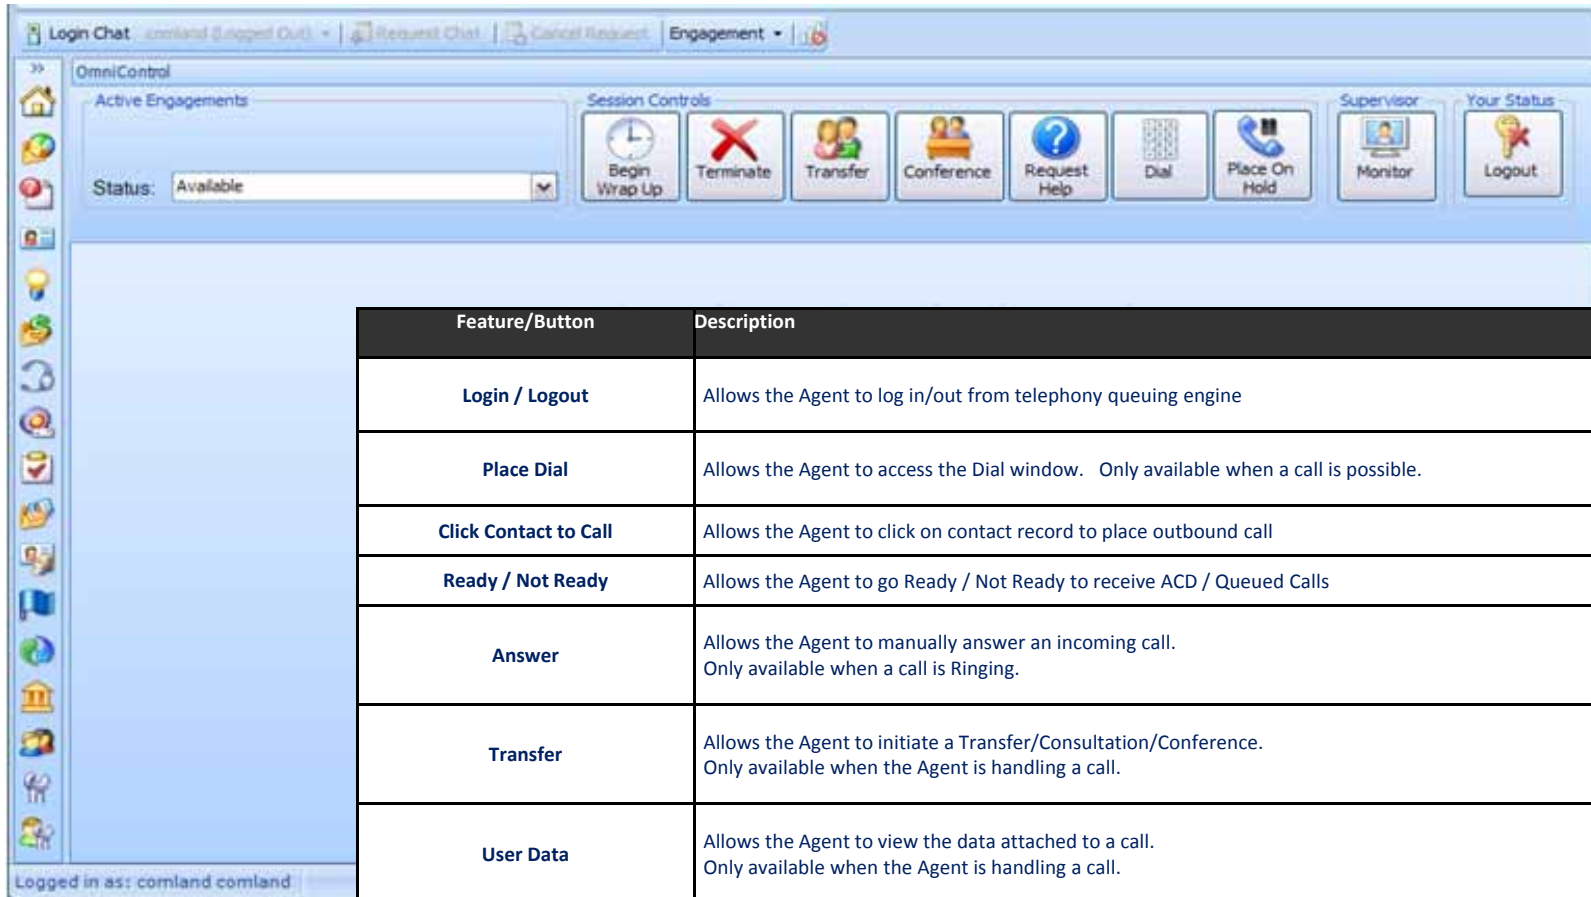 Login Chat comland (Logged Out) Request Chat Cancel Request Engagement
OmniControl
Active Engagements Session Controls Supervisor Your Status
Status: Available
Begin
Wrap Up
Terminate
Transfer
Conference
Request
Help
Dial
Place On
Hold
Monitor
Logout
Feature/Button Description
Login / Logout Allows the Agent to log in/out from telephony queuing engine
Place Dial Allows the Agent to access the Dial window. Only available when a call is possible.
Click Contact to Call Allows the Agent to click on contact record to place outbound call
Ready / Not Ready Allows the Agent to go Ready / Not Ready to receive ACD / Queued Calls
Answer Allows the Agent to manually answer an incoming call.
Only available when a call is Ringing.
Transfer Allows the Agent to initiate a Transfer/Consultation/Conference.
Only available when the Agent is handling a call.
User Data Allows the Agent to view the data attached to a call.
Only available when the Agent is handling a call.
Logged in as: comland comland